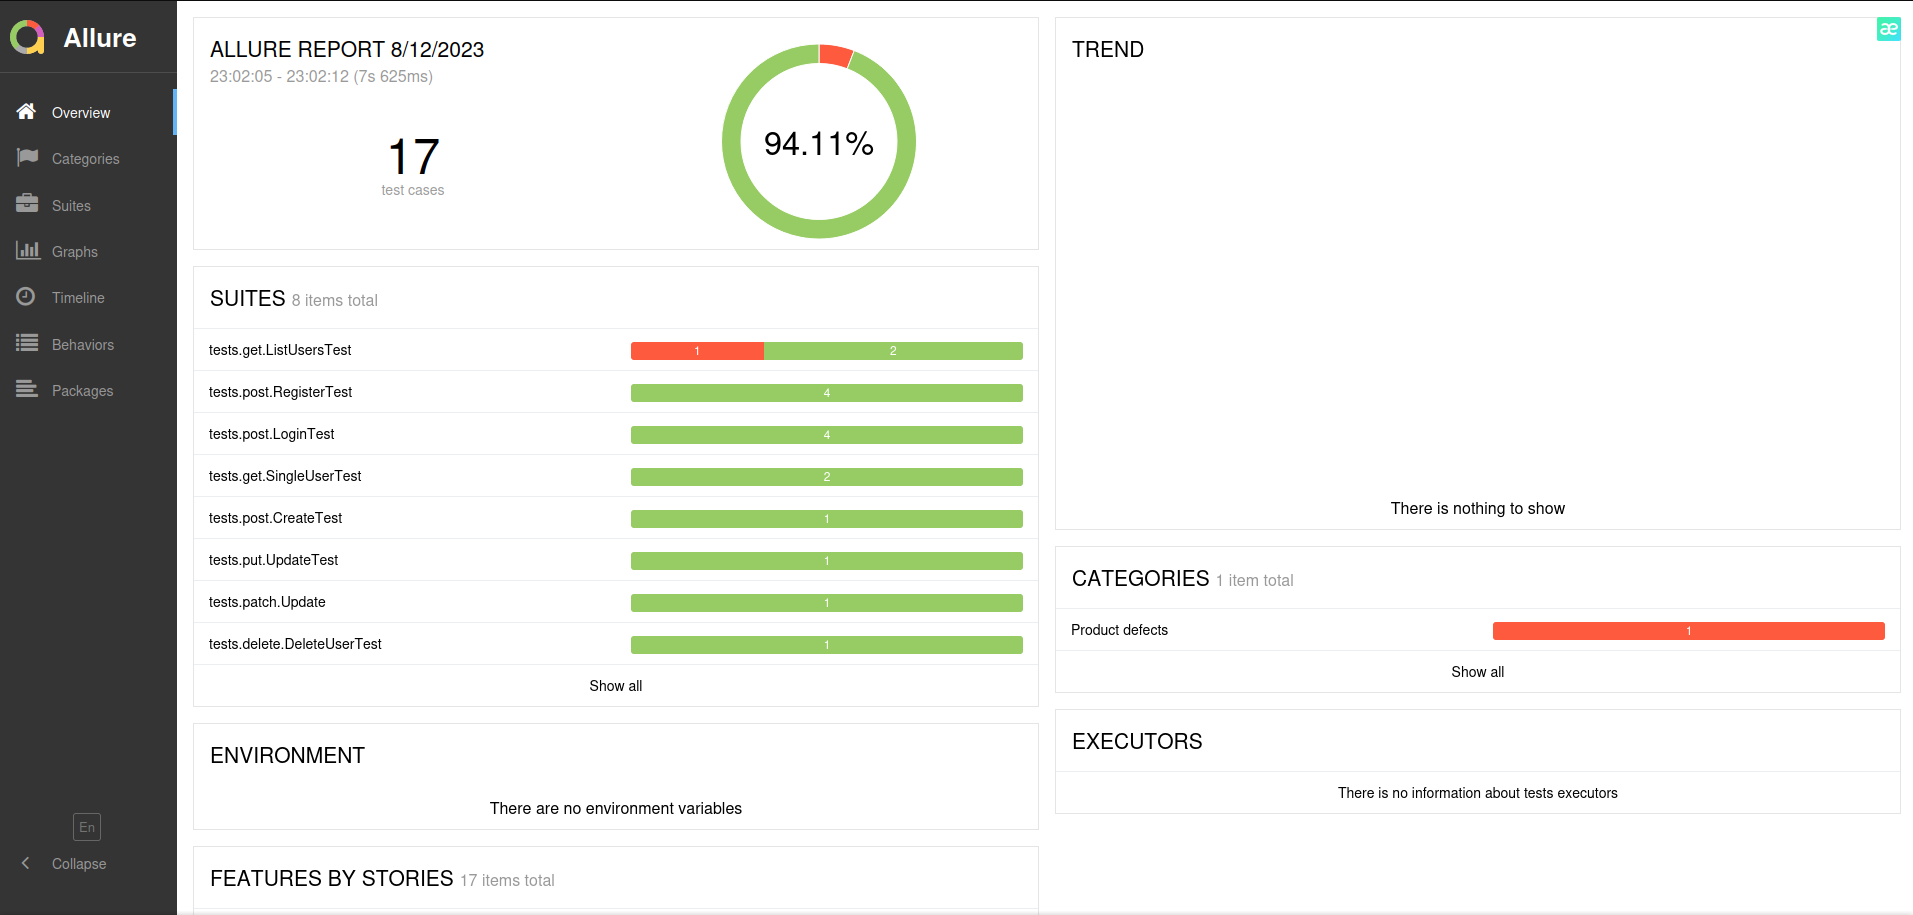 Allure
Overview
Categories
Suites
Graphs
Timeline
Behaviors
Packages
En
Collapse
ALLURE REPORT 8/12/2023
23:02:05 - 23:02:12 (7s 625ms)
17
test cases
94.11%
SUITES 8 items total
tests.get.ListUsersTest 1 2
tests.post.RegisterTest 4
tests.post.LoginTest 4
tests.get.SingleUserTest 2
tests.post.CreateTest 1
tests.put.UpdateTest 1
tests.patch.Update 1
tests.delete.DeleteUserTest 1
Show all
ENVIRONMENT
There are no environment variables
FEATURES BY STORIES 17 items total
TREND
æ
There is nothing to show
CATEGORIES 1 item total
Product defects 1
Show all
EXECUTORS
There is no information about tests executors